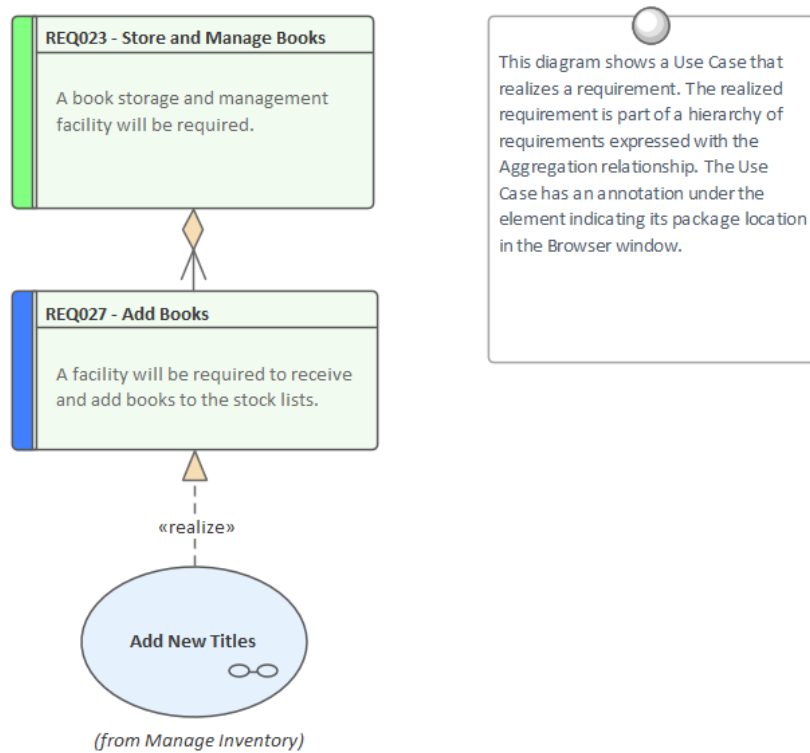 REQ023 - Store and Manage Books
A book storage and management
facility will be required.
REQ027 - Add Books
A facility will be required to receive
and add books to the stock lists.
«realize»
Add New Titles
(from Manage Inventory)
This diagram shows a Use Case that
realizes a requirement. The realized
requirement is part of a hierarchy of
requirements expressed with the
Aggregation relationship. The Use
Case has an annotation under the
element indicating its package location
in the Browser window.